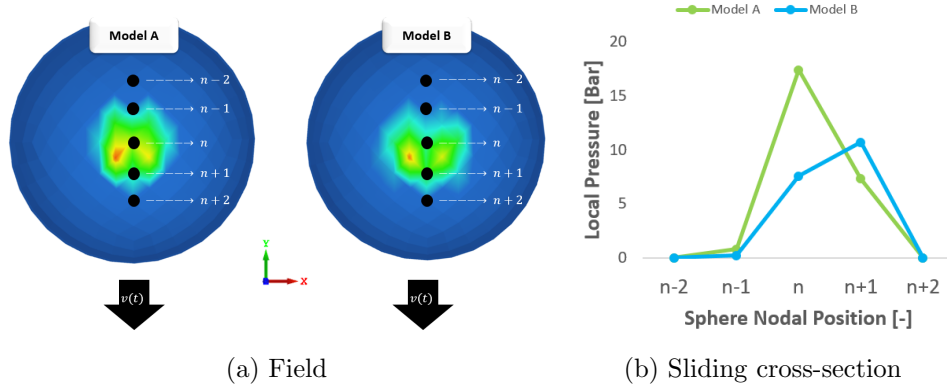 Model A
n − 2
n − 1
n
n + 1
n + 2
v(t)
Y
X
Model B
n − 2
n − 1
n
n + 1
n + 2
v(t)
Model A Model B
Local Pressure [Bar]
20
15
10
5
0
n-2 n-1 n n+1 n+2
Sphere Nodal Position [-]
(a) Field
(b) Sliding cross-section